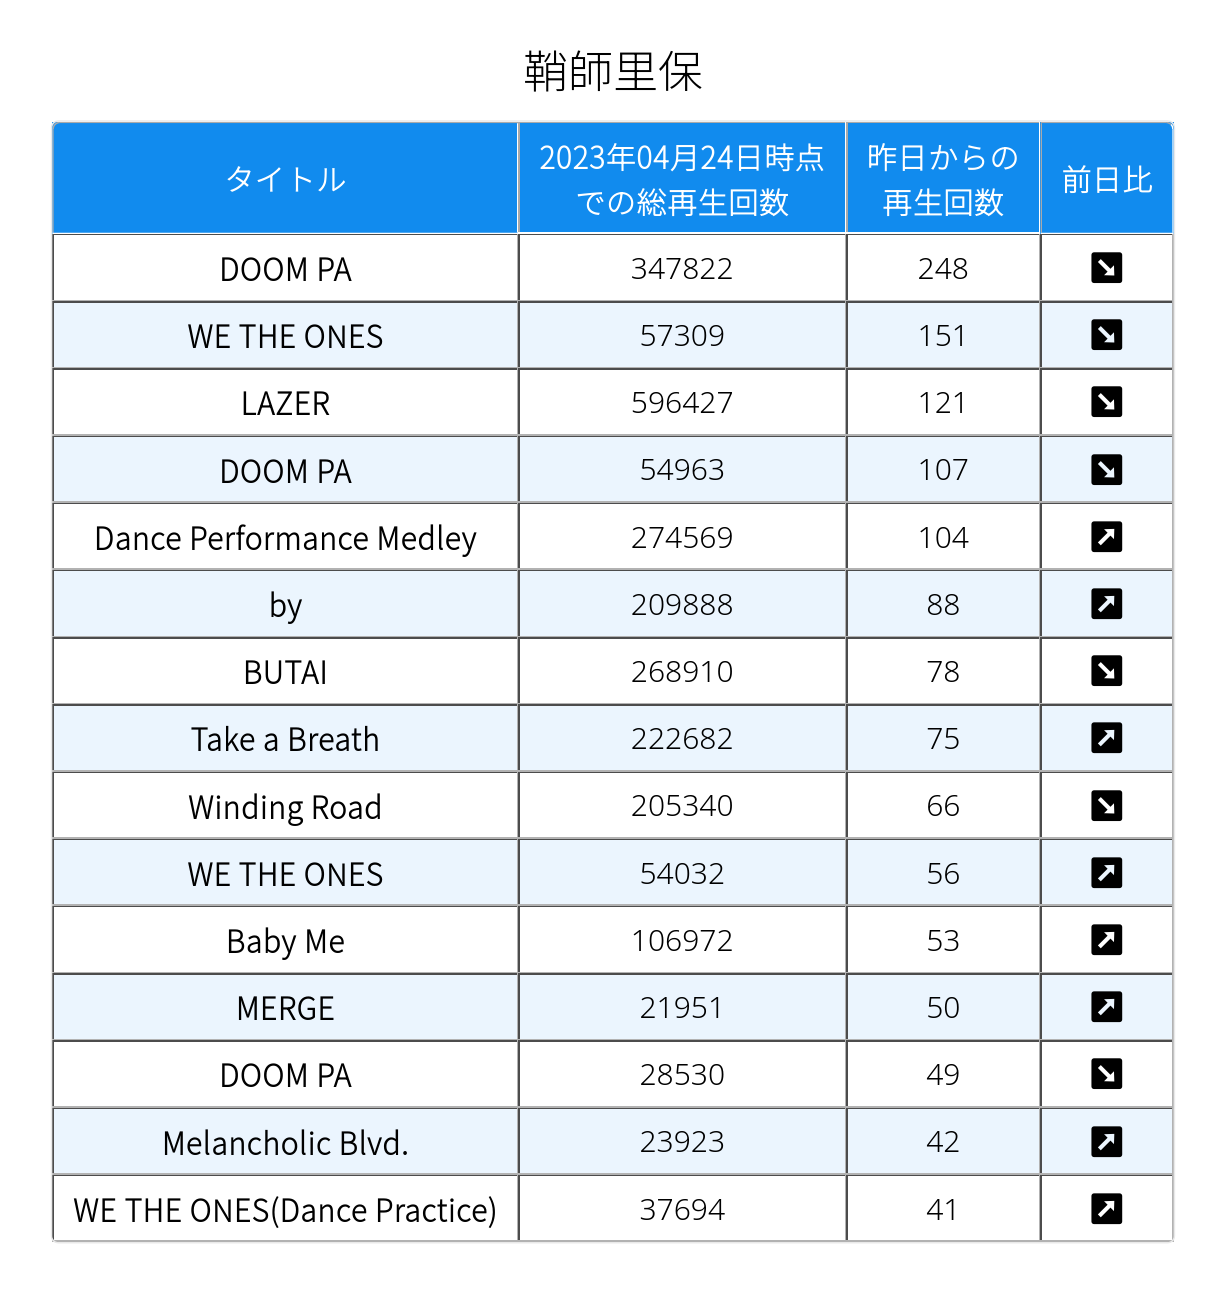 鞘師里保
タイトル
2023年04月24日時点
での総再生回数
昨日からの
再生回数
前日比
DOOM PA 347822 248 ↘
WE THE ONES 57309 151 ↘
LAZER 596427 121 ↘
DOOM PA 54963 107 ↘
Dance Performance Medley 274569 104 ↗
by 209888 88 ↗
BUTAI 268910 78 ↘
Take a Breath 222682 75 ↗
Winding Road 205340 66 ↘
WE THE ONES 54032 56 ↗
Baby Me 106972 53 ↗
MERGE 21951 50 ↗
DOOM PA 28530 49 ↘
Melancholic Blvd. 23923 42 ↗
WE THE ONES(Dance Practice) 37694 41 ↗